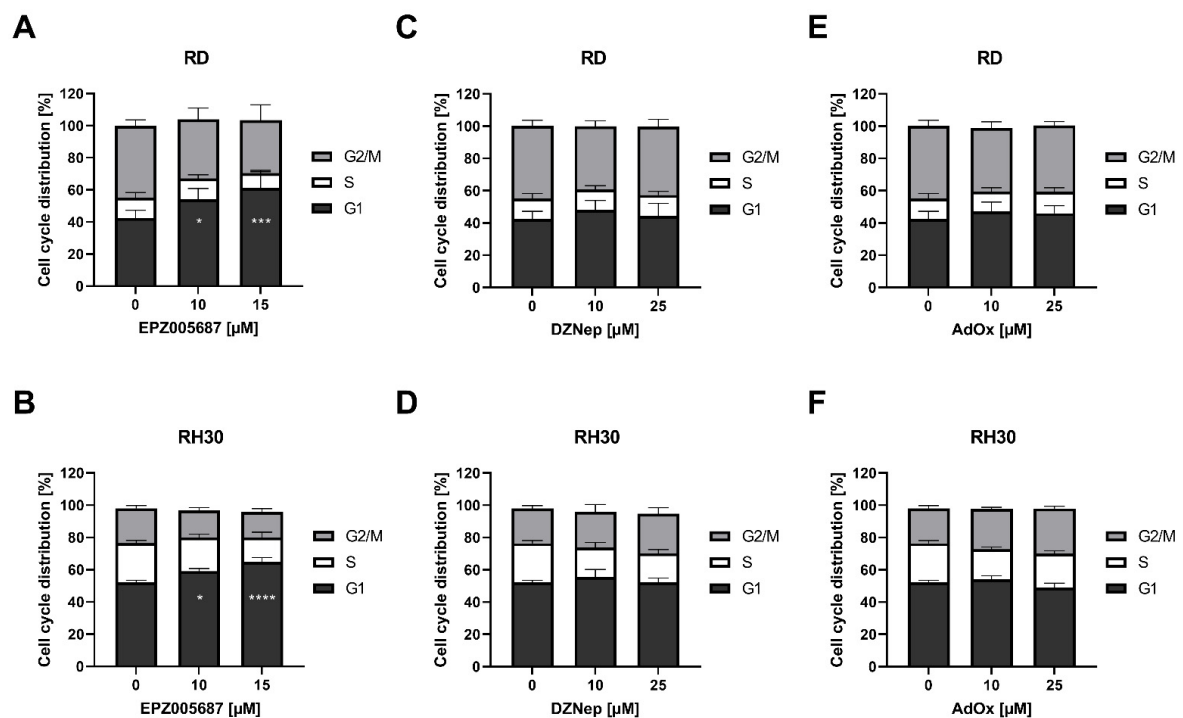 A
RD
Cell cycle distribution [%]
120
100
80
60
40
20
0
* ***
0 10 15
EPZ005687 [µM]
G2/M
S
G1
C
RD
Cell cycle distribution [%]
120
100
80
60
40
20
0
0 10 25
DZNep [µM]
G2/M
S
G1
E
RD
Cell cycle distribution [%]
120
100
80
60
40
20
0
0 10 25
AdOx [µM]
G2/M
S
G1
B
RH30
Cell cycle distribution [%]
120
100
80
60
40
20
0
* ****
0 10 15
EPZ005687 [µM]
G2/M
S
G1
D
RH30
Cell cycle distribution [%]
120
100
80
60
40
20
0
0 10 25
DZNep [µM]
G2/M
S
G1
F
RH30
Cell cycle distribution [%]
120
100
80
60
40
20
0
0 10 25
AdOx [µM]
G2/M
S
G1